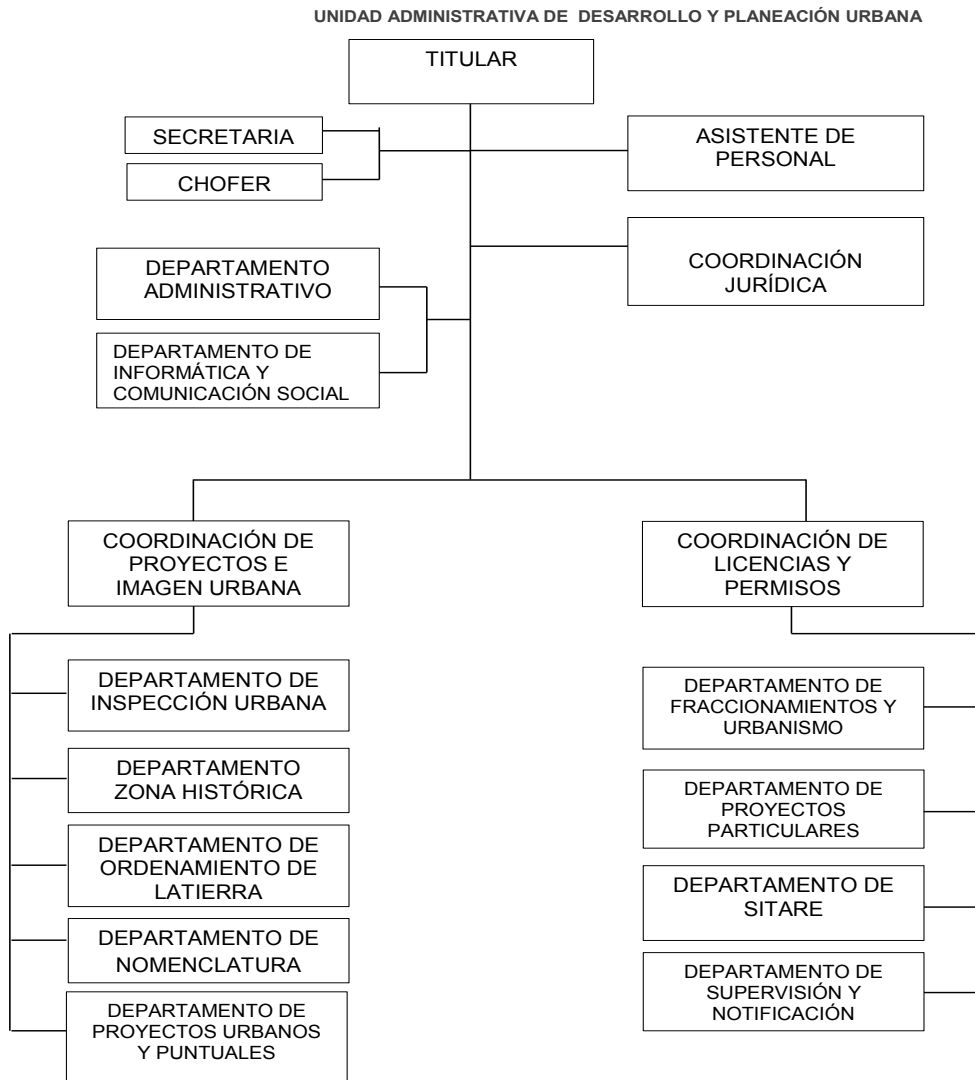 UNIDAD ADMINISTRATIVA DE DESARROLLO Y PLANEACIÓN URBANA
TITULAR
SECRETARIA
CHOFER
ASISTENTE DE
PERSONAL
COORDINACIÓN
JURÍDICA
DEPARTAMENTO
ADMINISTRATIVO
DEPARTAMENTO DE
INFORMÁTICA Y
COMUNICACIÓN SOCIAL
COORDINACIÓN DE
PROYECTOS E
IMAGEN URBANA
DEPARTAMENTO DE
INSPECCIÓN URBANA
DEPARTAMENTO
ZONA HISTÓRICA
DEPARTAMENTO DE
ORDENAMIENTO DE
LATIERRA
DEPARTAMENTO DE
NOMENCLATURA
DEPARTAMENTO DE
PROYECTOS URBANOS
Y PUNTUALES
COORDINACIÓN DE
LICENCIAS Y
PERMISOS
DEPARTAMENTO DE
FRACCIONAMIENTOS Y
URBANISMO
DEPARTAMENTO DE
PROYECTOS
PARTICULARES
DEPARTAMENTO DE
SITARE
DEPARTAMENTO DE
SUPERVISIÓN Y
NOTIFICACIÓN